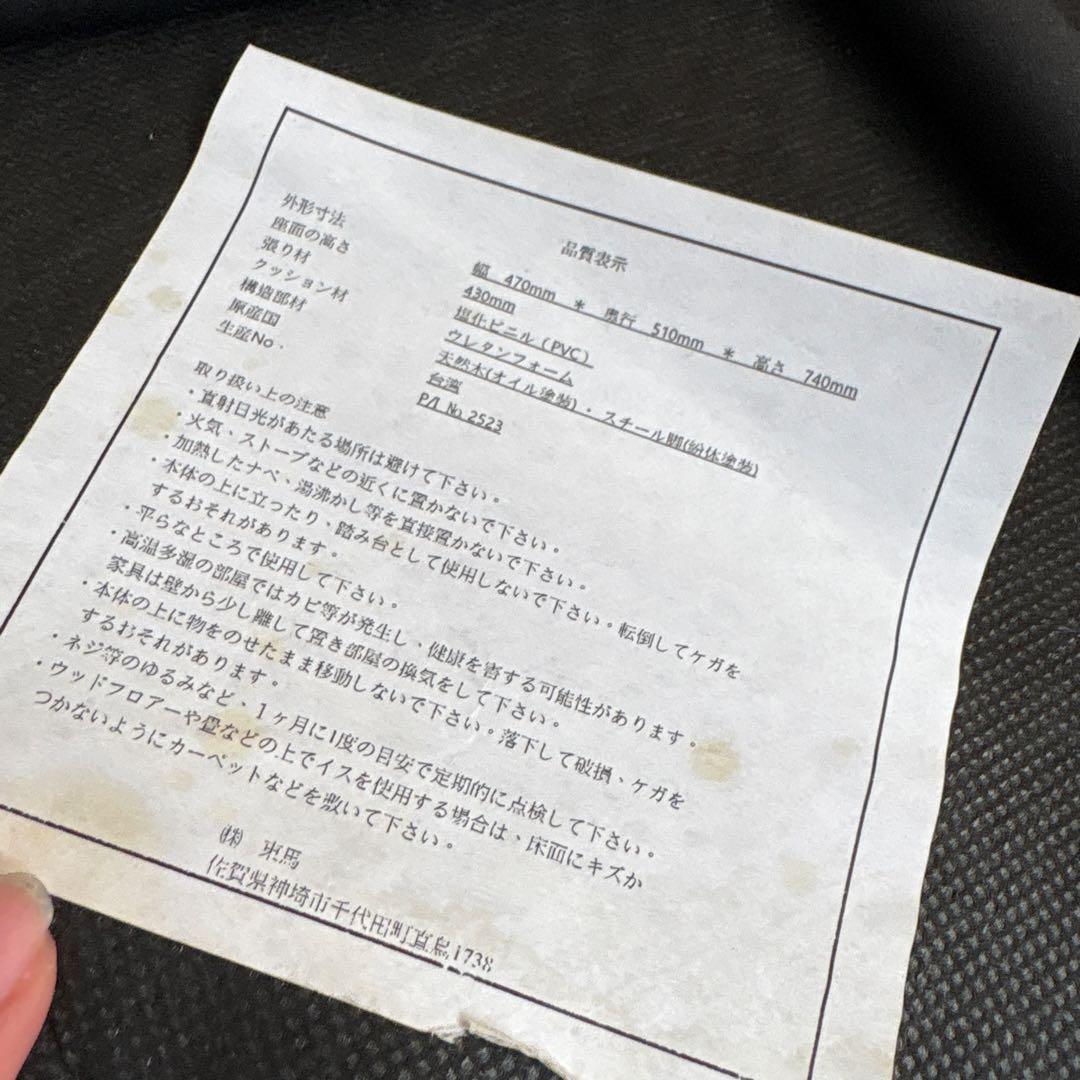 品質表示
外形寸法 幅 470mm * 奥行 510mm * 高さ 740mm
座面の高さ 430mm
張り材 塩化ビニル (PVC)
クッション材 ウレタンフォーム
構造部材 天然木(オイル塗装)・スチール脚(紛体塗装)
原産国 台湾
生産No. P/I No 2523
取り扱い上の注意
・直射日光があたる場所は避けて下さい。
・火気、ストーブなどの近くに置かないで下さい。
・加熱したナベ、湯沸かし等を直接置かないで下さい。
・本体の上に立ったり、踏み台として使用しないで下さい。転倒してケガを
するおそれがあります。
・平らなところで使用して下さい。
・高温多湿の部屋ではカビ等が発生し、健康を害する可能性があります。
家具は壁から少し離して置き部屋の換気をして下さい。
・本体の上に物をのせたまま移動しないで下さい。落下して破損、ケガを
するおそれがあります。
・ネジ等のゆるみなど、1ヶ月に1度の目安で定期的に点検して下さい。
・ウッドフロアーや畳などの上でイスを使用する場合は、床面にキズか
つかないようにカーペットなどを敷いて下さい。
㈱ 東馬
佐賀県神埼市千代田町直鳥1738